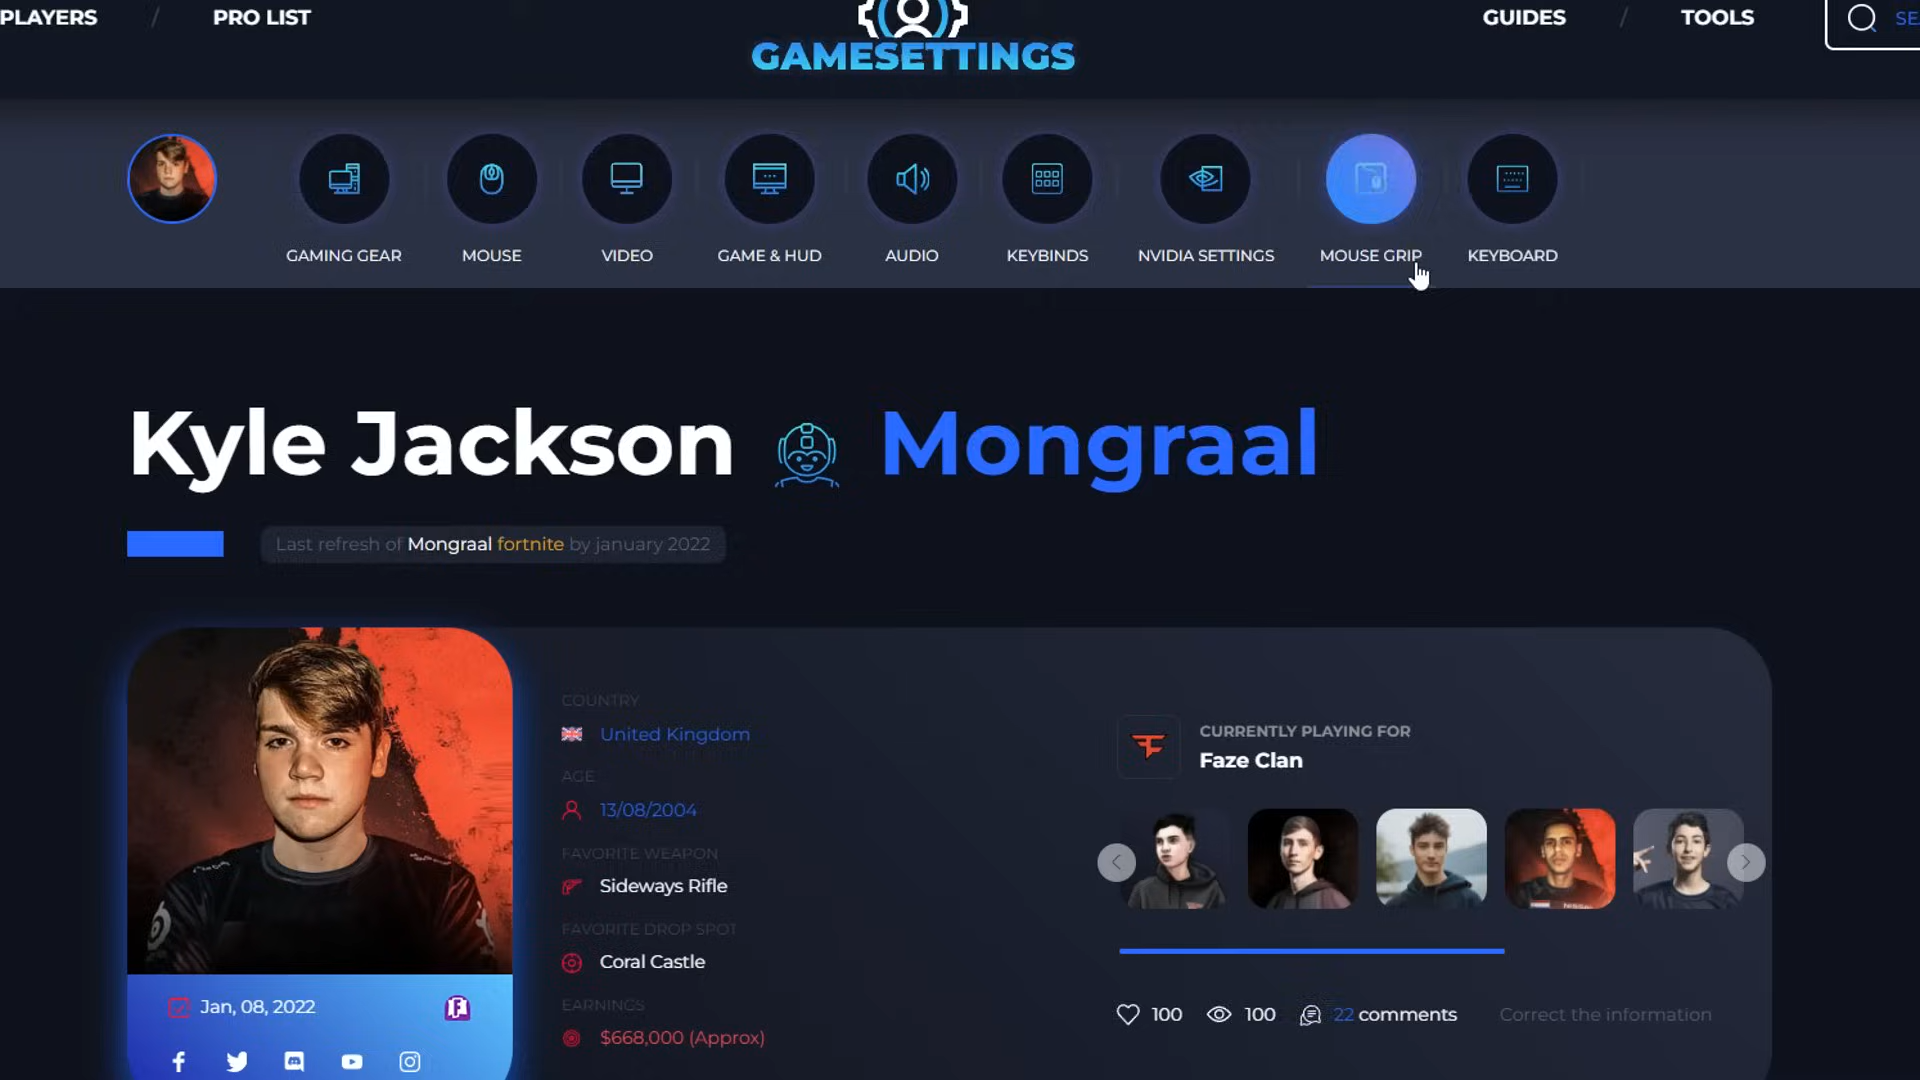 PLAYERS / PRO LIST
GAMESETTINGS
GUIDES / TOOLS
SE
GAMING GEAR
MOUSE
VIDEO
GAME & HUD
AUDIO
KEYBINDS
NVIDIA SETTINGS
MOUSE GRIP
KEYBOARD
Kyle Jackson Mongraal
Last refresh of Mongraal fortnite by january 2022
COUNTRY
United Kingdom
AGE
13/08/2004
FAVORITE WEAPON
Sideways Rifle
FAVORITE DROP SPOT
Coral Castle
EARNINGS
$668,000 (Approx)
CURRENTLY PLAYING FOR
Faze Clan
100 100 22 comments Correct the information
Jan, 08, 2022